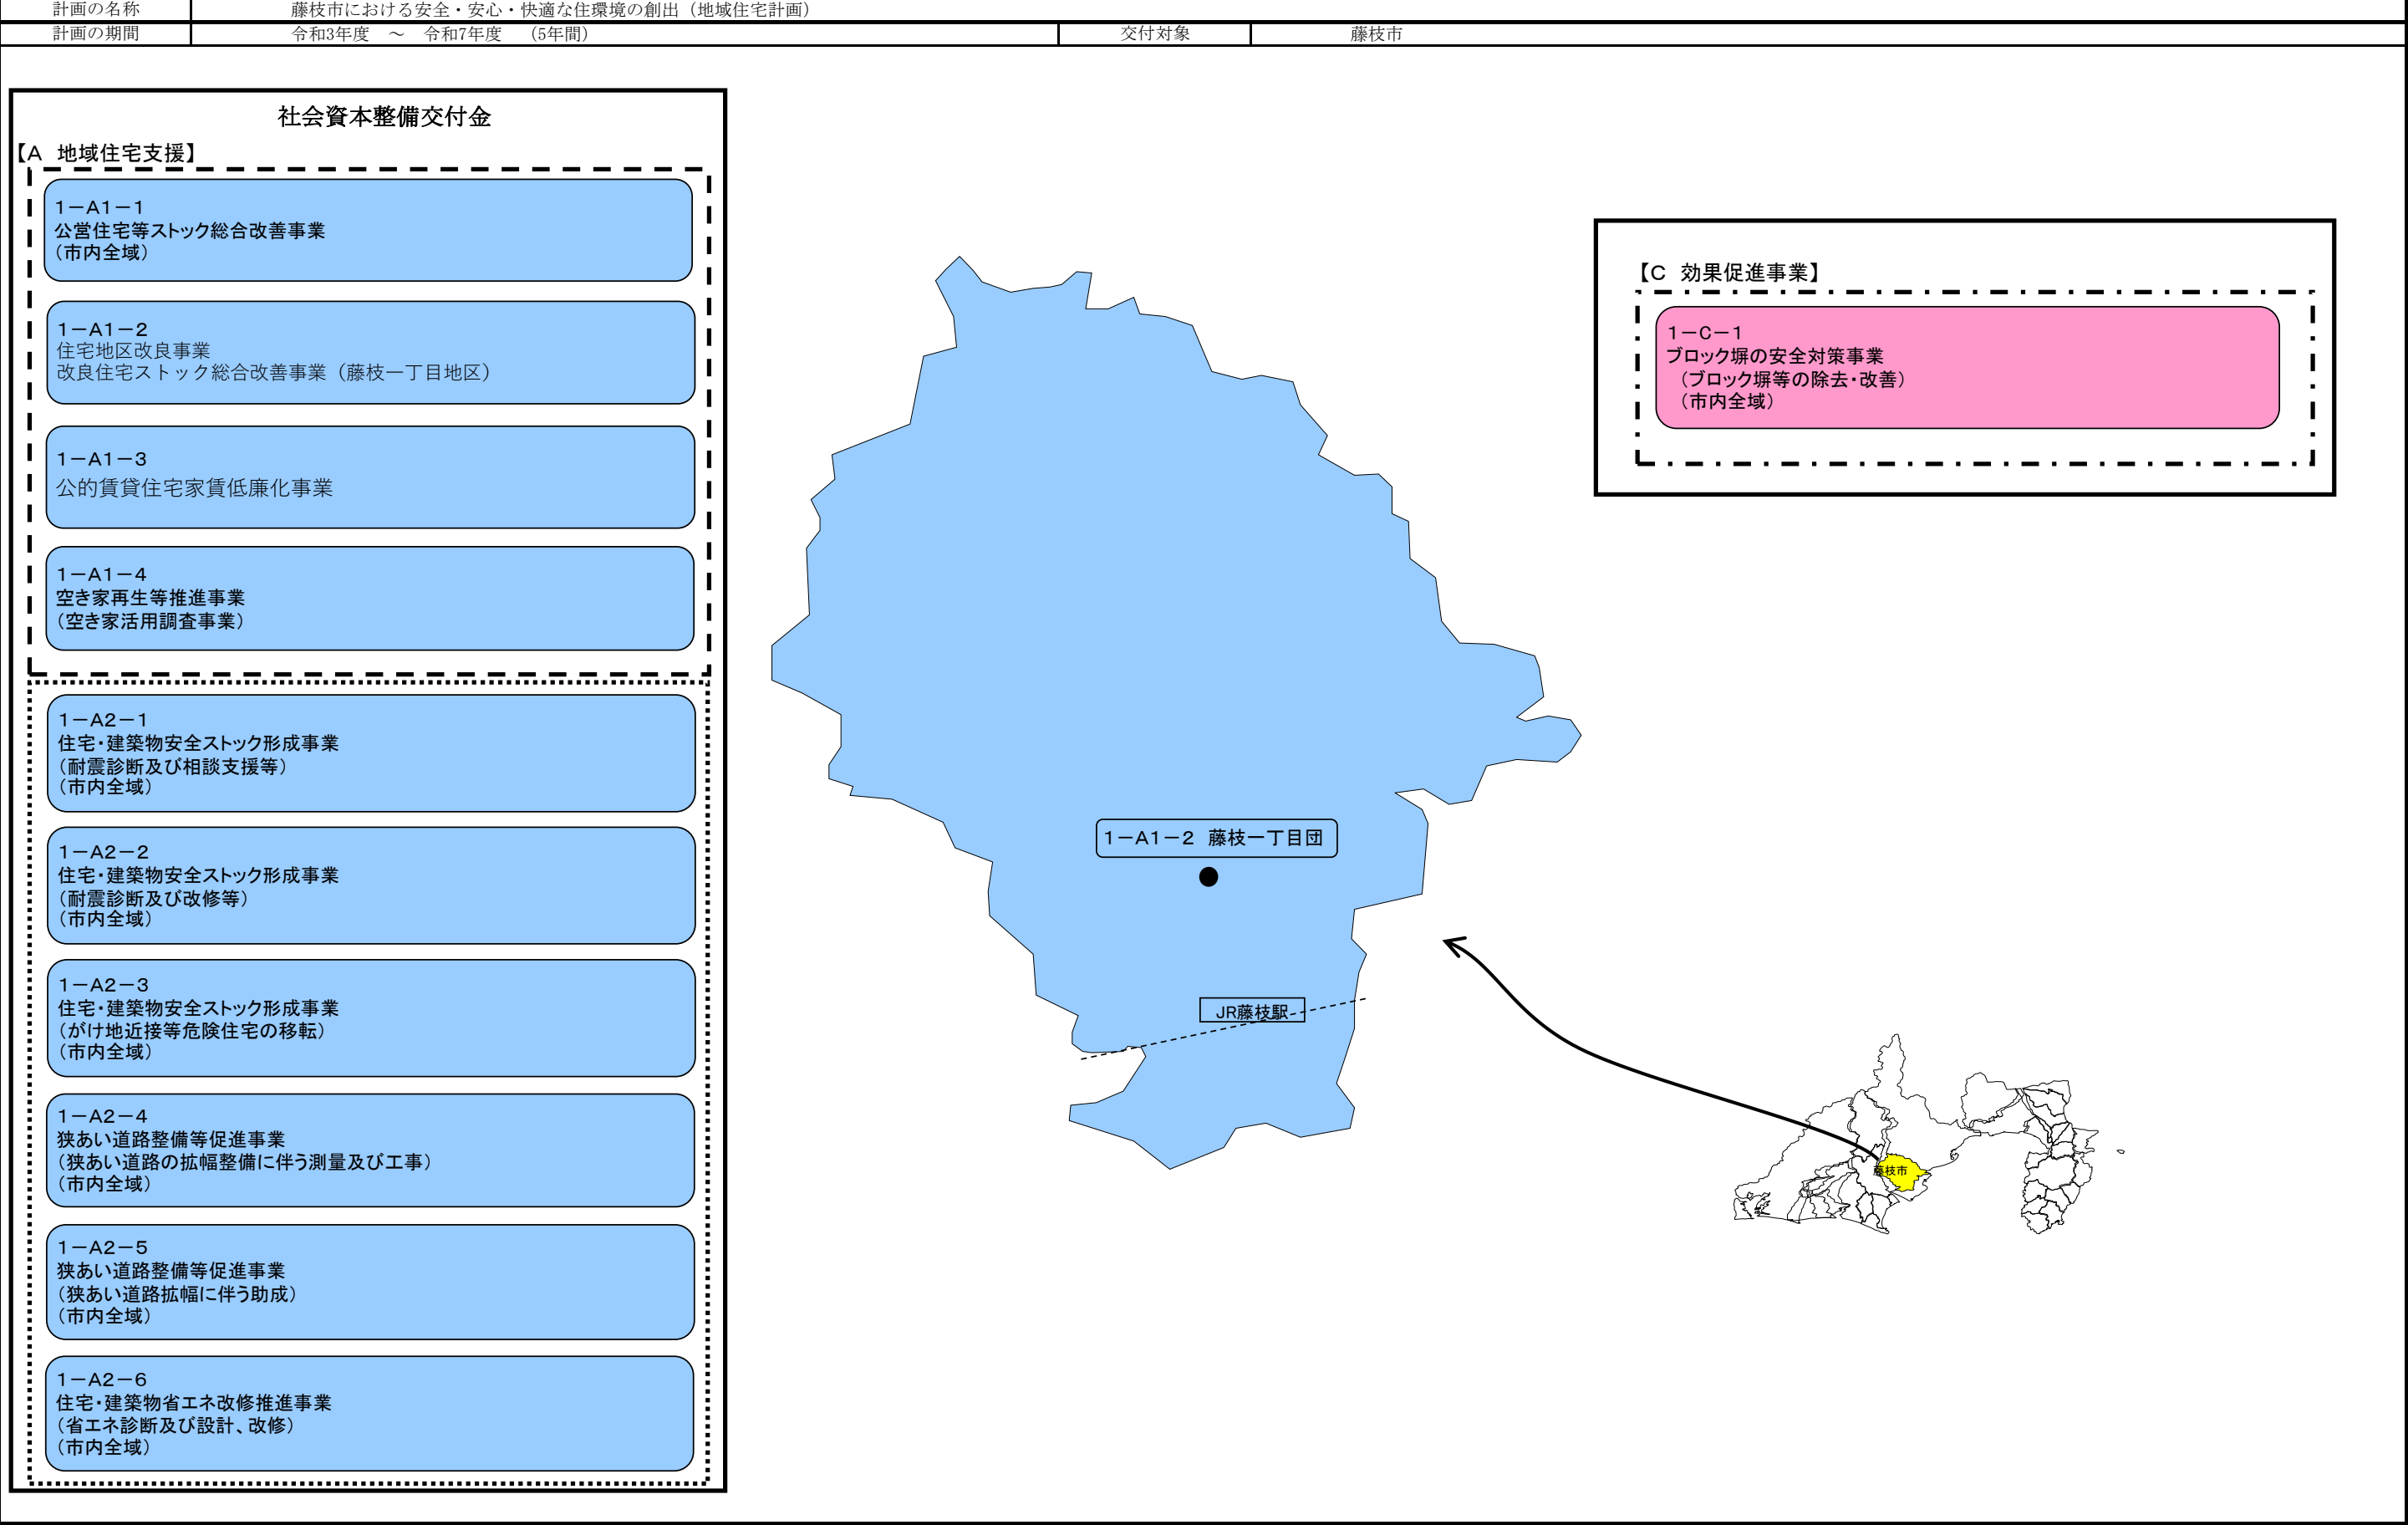 計画の名称 藤枝市における安全・安心・快適な住環境の創出（地域住宅計画）
計画の期間 令和3年度　～　令和7年度　（5年間） 交付対象 藤枝市
社会資本整備交付金
【A　地域住宅支援】
1－A1－1
公営住宅等ストック総合改善事業
（市内全域）
1－A1－2
住宅地区改良事業
改良住宅ストック総合改善事業（藤枝一丁目地区）
1－A1－3
公的賃貸住宅家賃低廉化事業
1－A1－4
空き家再生等推進事業
（空き家活用調査事業）
1－A2－1
住宅・建築物安全ストック形成事業
（耐震診断及び相談支援等）
（市内全域）
1－A2－2
住宅・建築物安全ストック形成事業
（耐震診断及び改修等）
（市内全域）
1－A2－3
住宅・建築物安全ストック形成事業
（がけ地近接等危険住宅の移転）
（市内全域）
1－A2－4
狭あい道路整備等促進事業
（狭あい道路の拡幅整備に伴う測量及び工事）
（市内全域）
1－A2－5
狭あい道路整備等促進事業
（狭あい道路拡幅に伴う助成）
（市内全域）
1－A2－6
住宅・建築物省エネ改修推進事業
（省エネ診断及び設計、改修）
（市内全域）
1－A1－2　藤枝一丁目団
JR藤枝駅
【C　効果促進事業】
1－C－1
ブロック塀の安全対策事業
（ブロック塀等の除去・改善）
（市内全域）
藤枝市